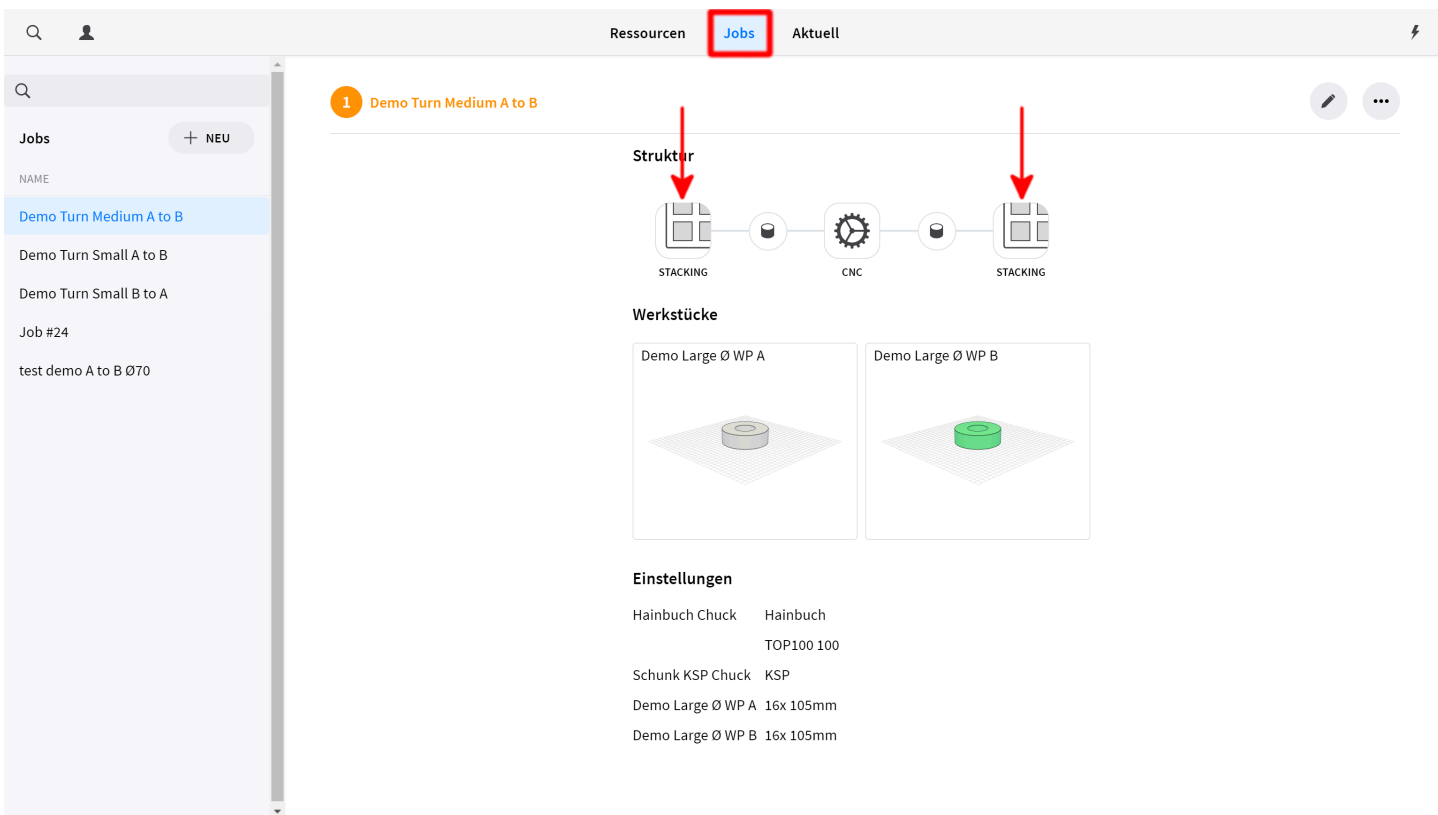 Ressourcen Jobs Aktuell
Jobs
NEU
NAME
Demo Turn Medium A to B
Demo Turn Small A to B
Demo Turn Small B to A
Job #24
test demo A to B Ø70
1 Demo Turn Medium A to B
Struktur
STACKING CNC STACKING
Werkstücke
Demo Large Ø WP A
Demo Large Ø WP B
Einstellungen
Hainbuch Chuck Hainbuch
TOP100 100
Schunk KSP Chuck KSP
Demo Large Ø WP A 16x 105mm
Demo Large Ø WP B 16x 105mm